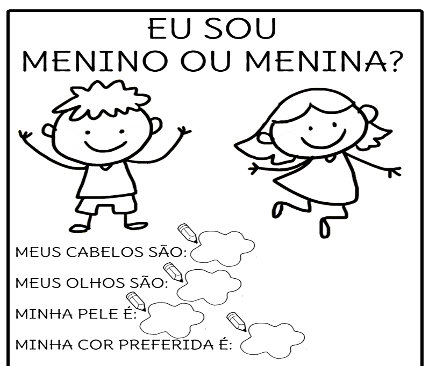 EU SOU
MENINO OU MENINA?
MEUS CABELOS SÃO:
MEUS OLHOS SÃO:
MINHA PELE É:
MINHA COR PREFERIDA É: